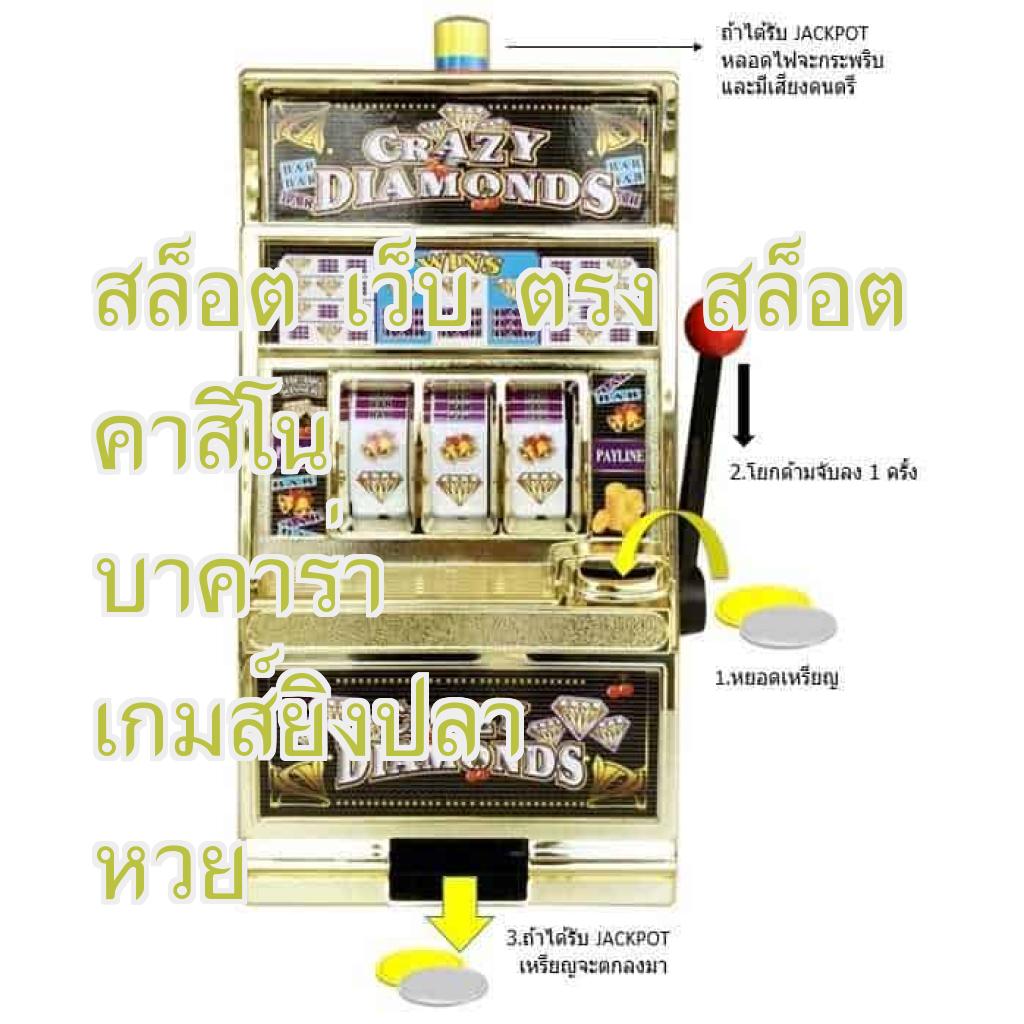 ถ้าได้รับ JACKPOT
หลอดไฟจะกระพริบ
และมีเสียงดนตรี
CRAZY
DIAMONDS
WINS
สล็อต เว็บ ตรง สล็อต
คาสิโน
บาคาร่า
เกมส์ยิงปลา
หวย
PAYLINE
2.โยกด้ามจับลง 1 ครั้ง
1.หยอดเหรียญ
DIAMONDS
3.ถ้าได้รับ JACKPOT
เหรียญจะตกลงมา